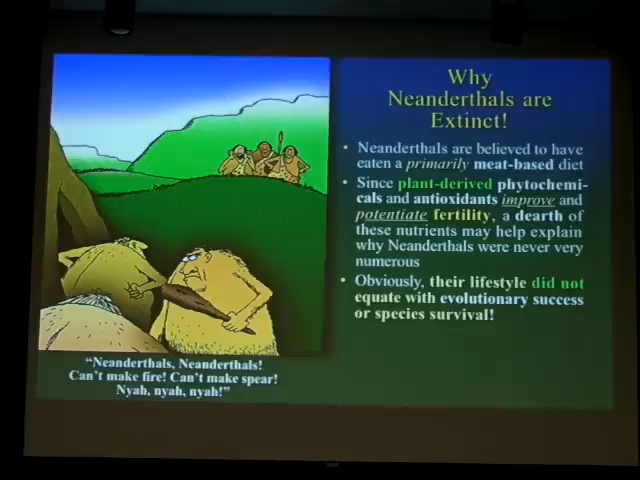 Why
Neanderthals are
Extinct!
• Neanderthals are believed to have
eaten a primarily meat-based diet
• Since plant-derived phytochemi-
cals and antioxidants improve and
potentiate fertility, a dearth of
these nutrients may help explain
why Neanderthals were never very
numerous
• Obviously, their lifestyle did not
equate with evolutionary success
or species survival!
"Neanderthals, Neanderthals!
Can't make fire! Can't make spear!
Nyah, nyah, nyah!"